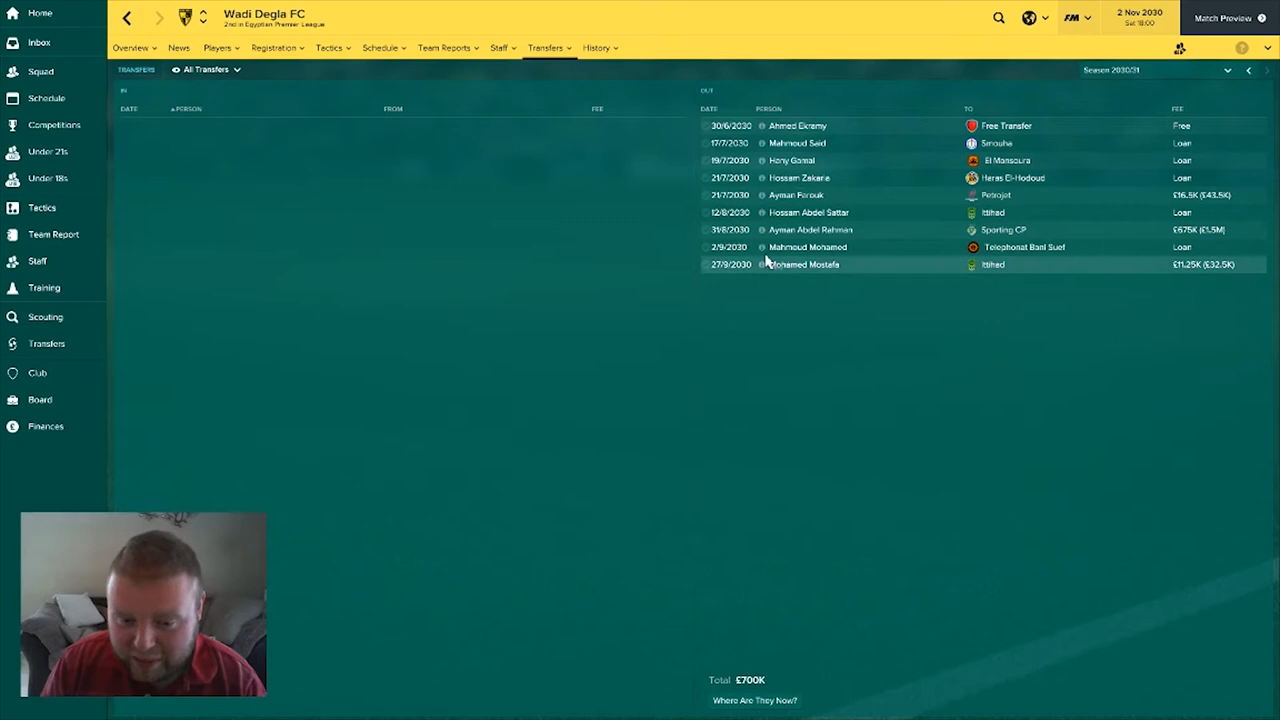 Home
Inbox
Squad
Schedule
Competitions
Under 21s
Under 18s
Tactics
Team Report
Staff
Training
Scouting
Transfers
Club
Board
Finances
Wadi Degla FC
2nd in Egyptian Premier League
FM
2 Nov 2030
Sat 18:00
Match Preview
Overview News Players Registration Tactics Schedule Team Reports Staff Transfers History
TRANSFERS All Transfers
Season 2030/31
IN
DATE PERSON FROM FEE
OUT
DATE PERSON TO FEE
30/6/2030 Ahmed Ekramy Free Transfer Free
17/7/2030 Mahmoud Said Smouha Loan
19/7/2030 Hany Gamal El Mansoura Loan
21/7/2030 Hossam Zakaria Haras El-Hodoud Loan
21/7/2030 Ayman Farouk Petrojet £16.5K (£43.5K)
12/8/2030 Hossam Abdel Sattar Ittihad Loan
31/8/2030 Ayman Abdel Rahman Sporting CP £675K (£1.5M)
2/9/2030 Mahmoud Mohamed Telephonat Bani Suef Loan
27/9/2030 Mohamed Mostafa Ittihad £11.25K (£32.5K)
Total £700K
Where Are They Now?